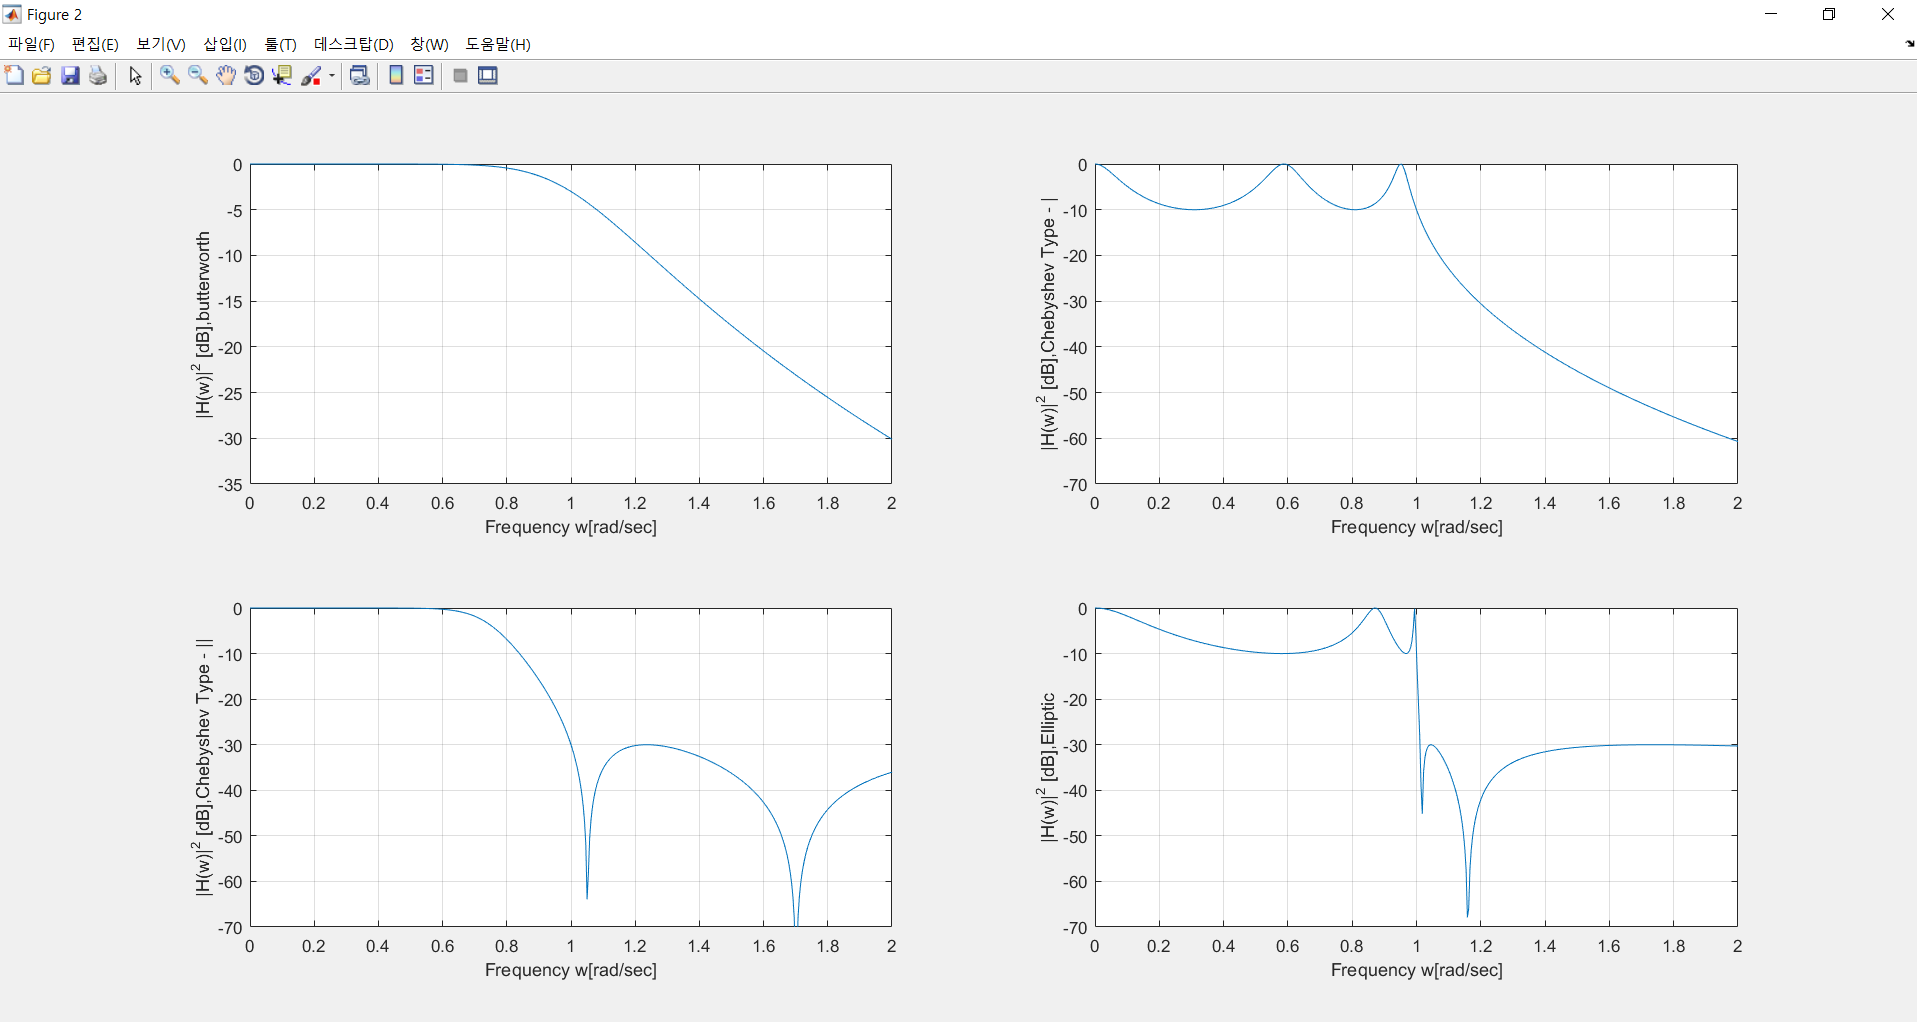 Figure 2
파일(F) 편집(E) 보기(V) 삽입(I) 툴(T) 데스크탑(D) 창(W) 도움말(H)
|H(w)|² [dB],butterworth
0
-5
-10
-15
-20
-25
-30
-35
0 0.2 0.4 0.6 0.8 1 1.2 1.4 1.6 1.8 2
Frequency w[rad/sec]
|H(w)|² [dB],Chebyshev Type - |
0
-10
-20
-30
-40
-50
-60
-70
0 0.2 0.4 0.6 0.8 1 1.2 1.4 1.6 1.8 2
Frequency w[rad/sec]
|H(w)|² [dB],Chebyshev Type - ||
0
-10
-20
-30
-40
-50
-60
-70
0 0.2 0.4 0.6 0.8 1 1.2 1.4 1.6 1.8 2
Frequency w[rad/sec]
|H(w)|² [dB],Elliptic
0
-10
-20
-30
-40
-50
-60
-70
0 0.2 0.4 0.6 0.8 1 1.2 1.4 1.6 1.8 2
Frequency w[rad/sec]